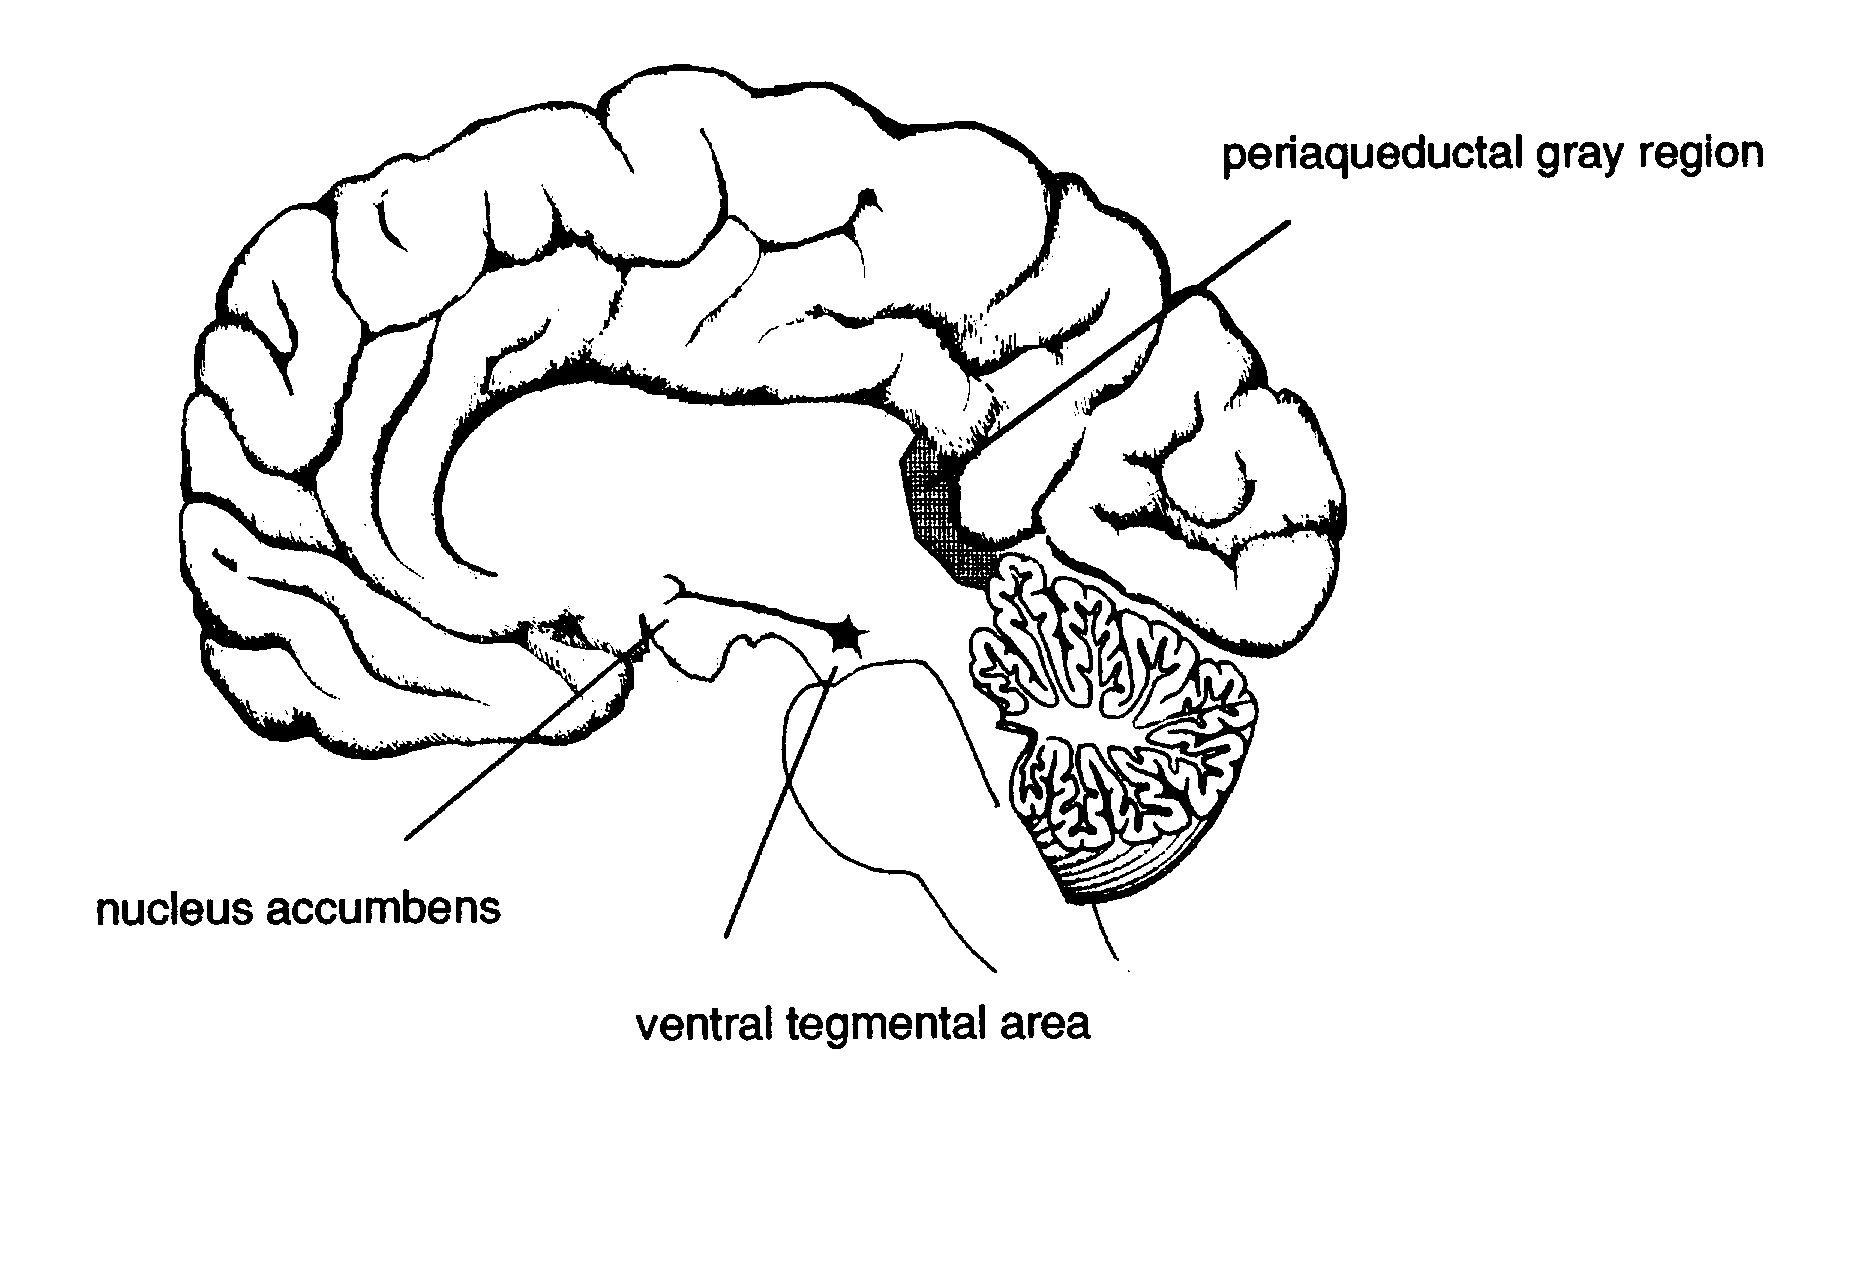 periaqueductal gray region
nucleus accumbens
ventral tegmental area